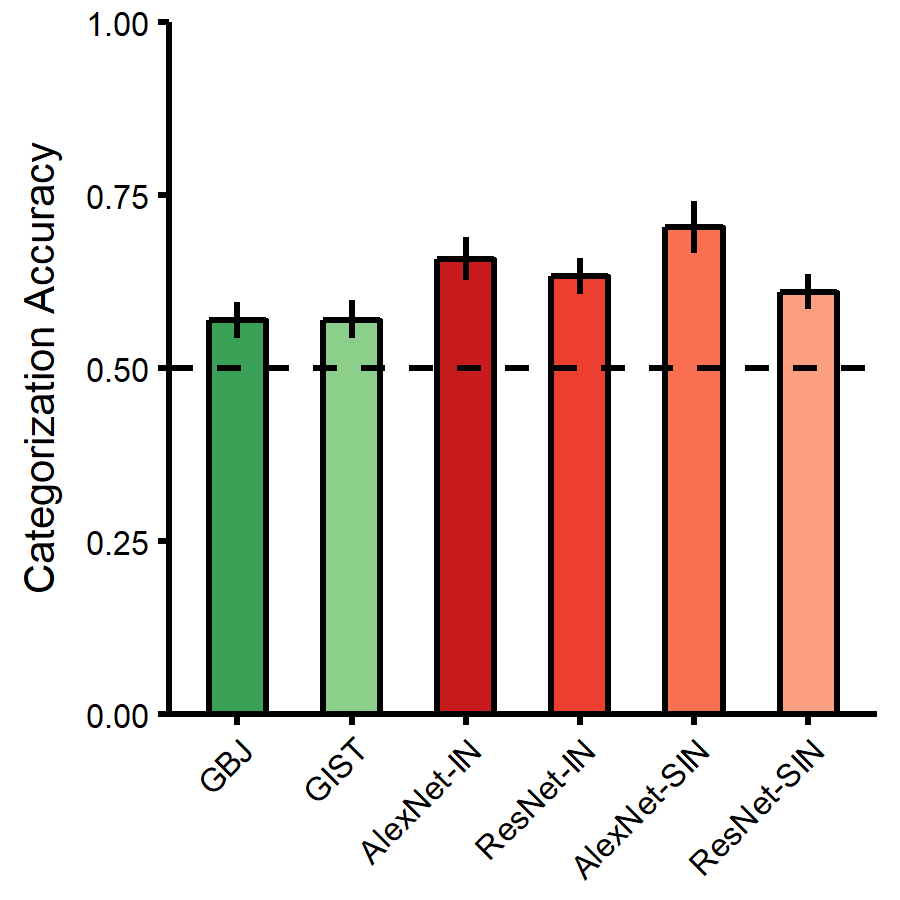 Categorization Accuracy
1.00
0.75
0.50
0.25
0.00
GBJ
GIST
AlexNet-IN
ResNet-IN
AlexNet-SIN
ResNet-SIN